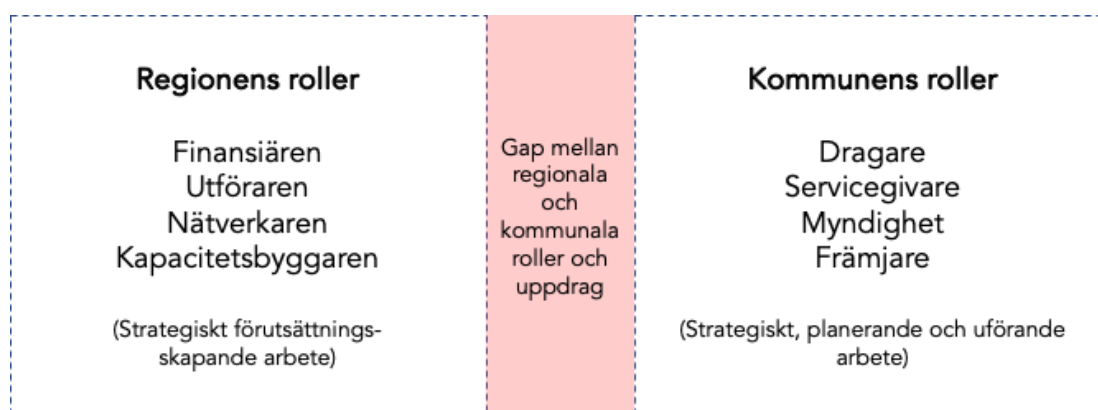 Regionens roller
Finansiären
Utföraren
Nätverkaren
Kapacitetsbyggaren
(Strategiskt förutsättnings-
skapande arbete)
Gap mellan
regionala
och
kommunala
roller och
uppdrag
Kommunens roller
Dragare
Servicegivare
Myndighet
Främjare
(Strategiskt, planerande och uförande
arbete)